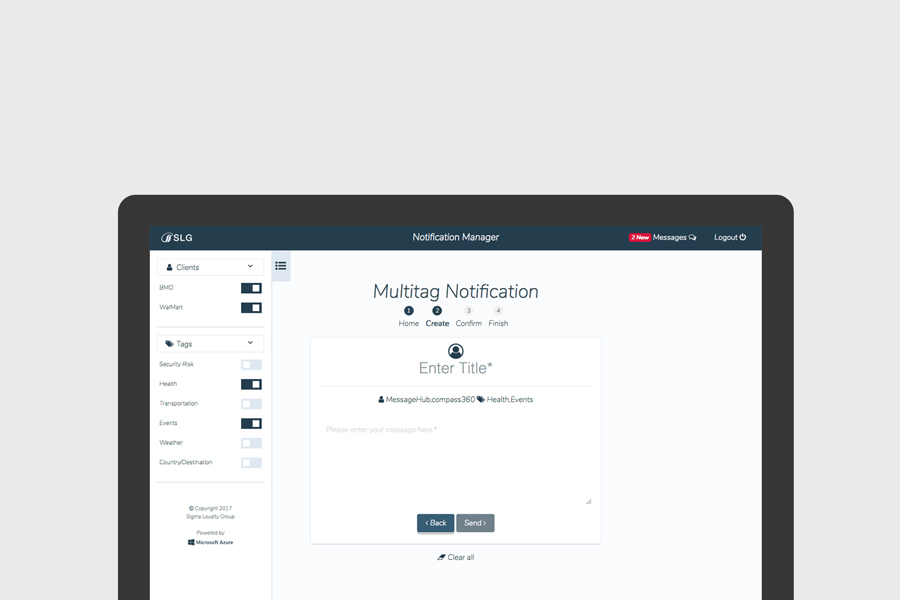 SLG
Notification Manager
2 New Messages
Logout
Clients
BMO
WalMart
Tags
Security Risk
Health
Transportation
Events
Weather
Country/Destination
© Copyright 2017
Sigma Loyalty Group
Powered by
Microsoft Azure
Multitag Notification
1 2 3 4
Home Create Confirm Finish
Enter Title*
MessageHub,compass360 Health,Events
Please enter your message here.*
‹ Back Send ›
Clear all